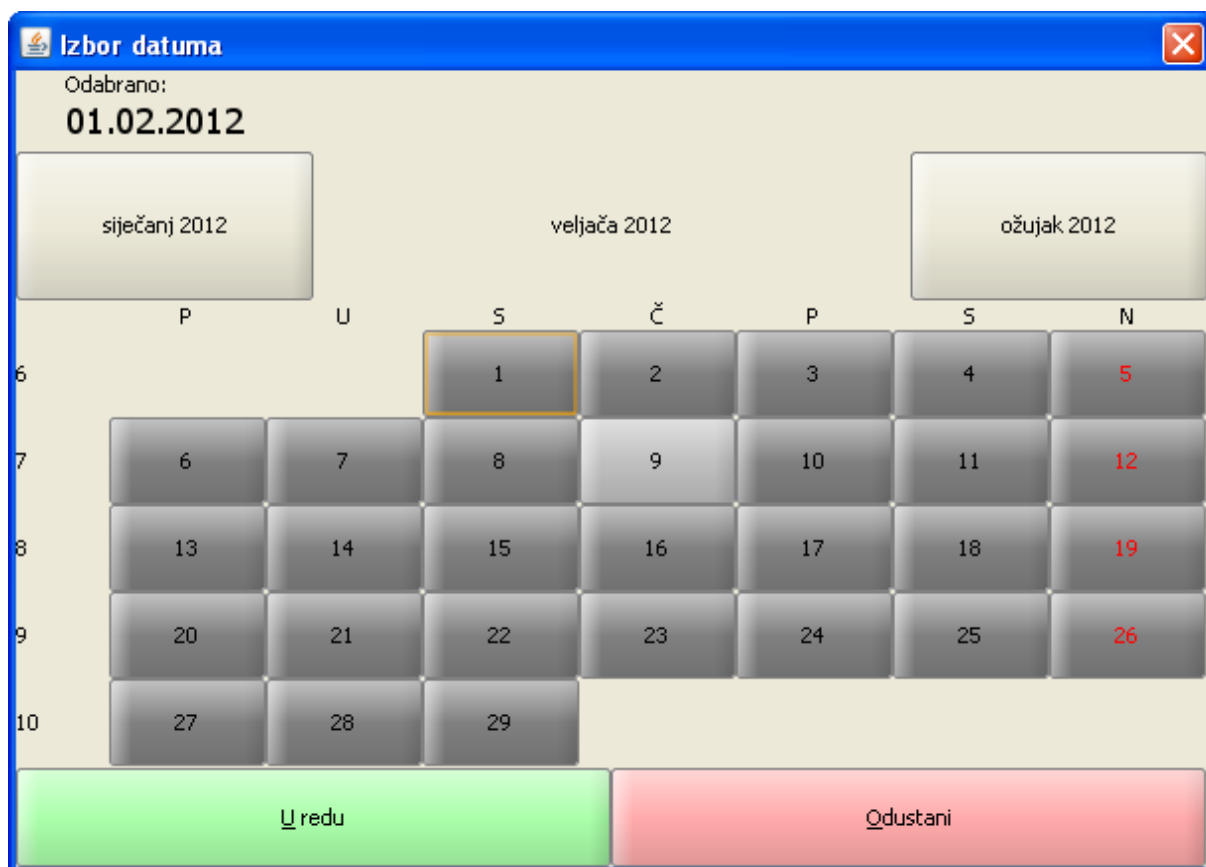 Izbor datuma
Odabrano:
01.02.2012
siječanj 2012 veljača 2012 ožujak 2012
P U S Č P S N
6 1 2 3 4 5
7 6 7 8 9 10 11 12
8 13 14 15 16 17 18 19
9 20 21 22 23 24 25 26
10 27 28 29
U redu Odustani